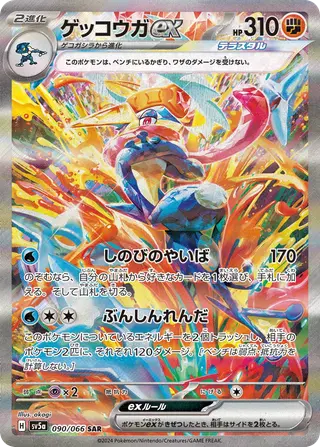 2進化
ゲコガシラから進化
ゲッコウガex
HP310
テラスタル
このポケモンは、ベンチにいるかぎり、ワザのダメージを受けない。
しのびのやいば 170
のぞむなら、自分の山札から好きなカードを1枚選び、手札に加
える。そして山札を切る。
ぶんしんれんだ
このポケモンについているエネルギーを2個トラッシュし、相手の
ポケモン2匹に、それぞれ120ダメージ。[ベンチは弱点・抵抗力を
計算しない。]
弱点 ×2 抵抗力 にげる
Illus. akagi
exルール
ポケモンexがきぜつしたとき、相手はサイドを2枚とる。
H sv5a 090/066 SAR
©2024 Pokémon/Nintendo/Creatures/GAME FREAK.